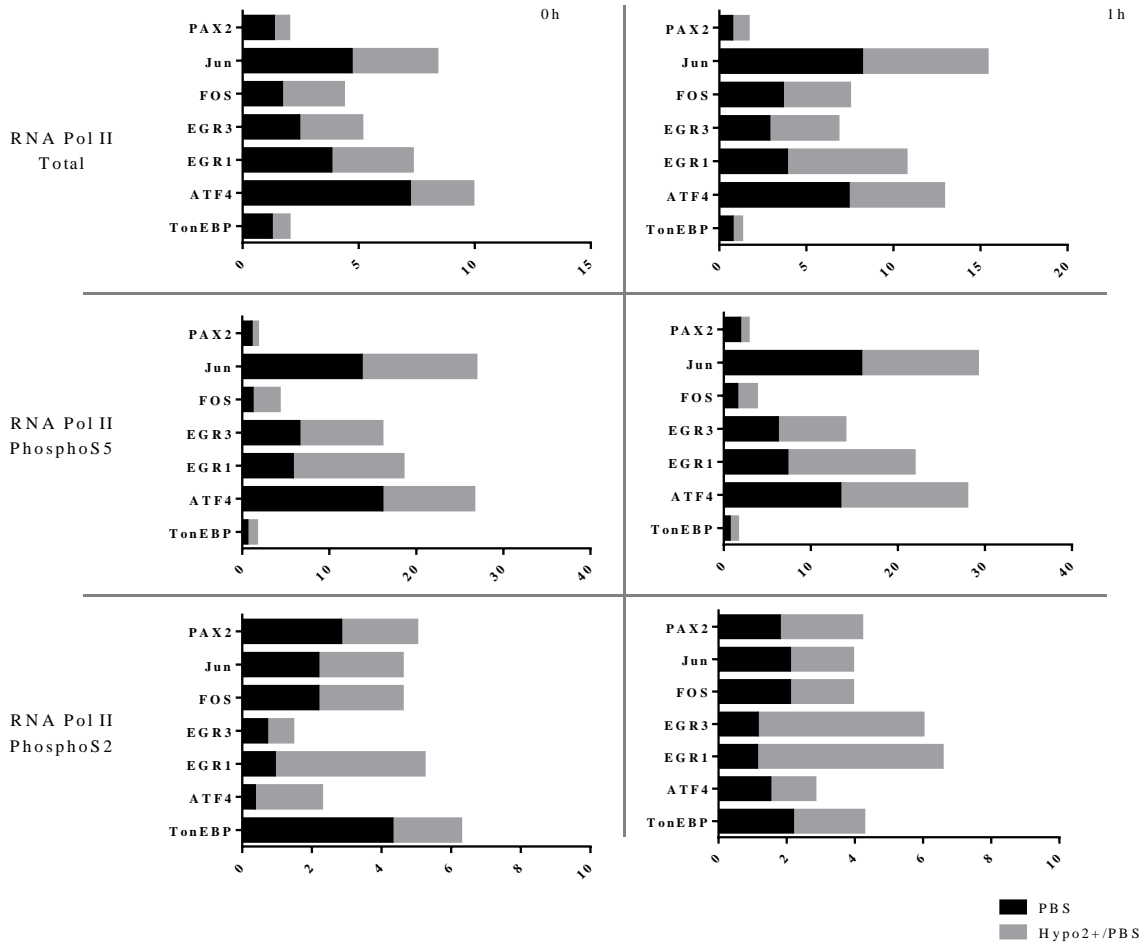 0h
1h
RNA Pol II
Total
PAX2
Jun
FOS
EGR3
EGR1
ATF4
TonEBP
0 5 10 15
PAX2
Jun
FOS
EGR3
EGR1
ATF4
TonEBP
0 5 10 15 20
RNA Pol II
PhosphoS5
PAX2
Jun
FOS
EGR3
EGR1
ATF4
TonEBP
0 10 20 30 40
PAX2
Jun
FOS
EGR3
EGR1
ATF4
TonEBP
0 10 20 30 40
RNA Pol II
PhosphoS2
PAX2
Jun
FOS
EGR3
EGR1
ATF4
TonEBP
0 2 4 6 8 10
PAX2
Jun
FOS
EGR3
EGR1
ATF4
TonEBP
0 2 4 6 8 10
PBS
Hypo2+/PBS